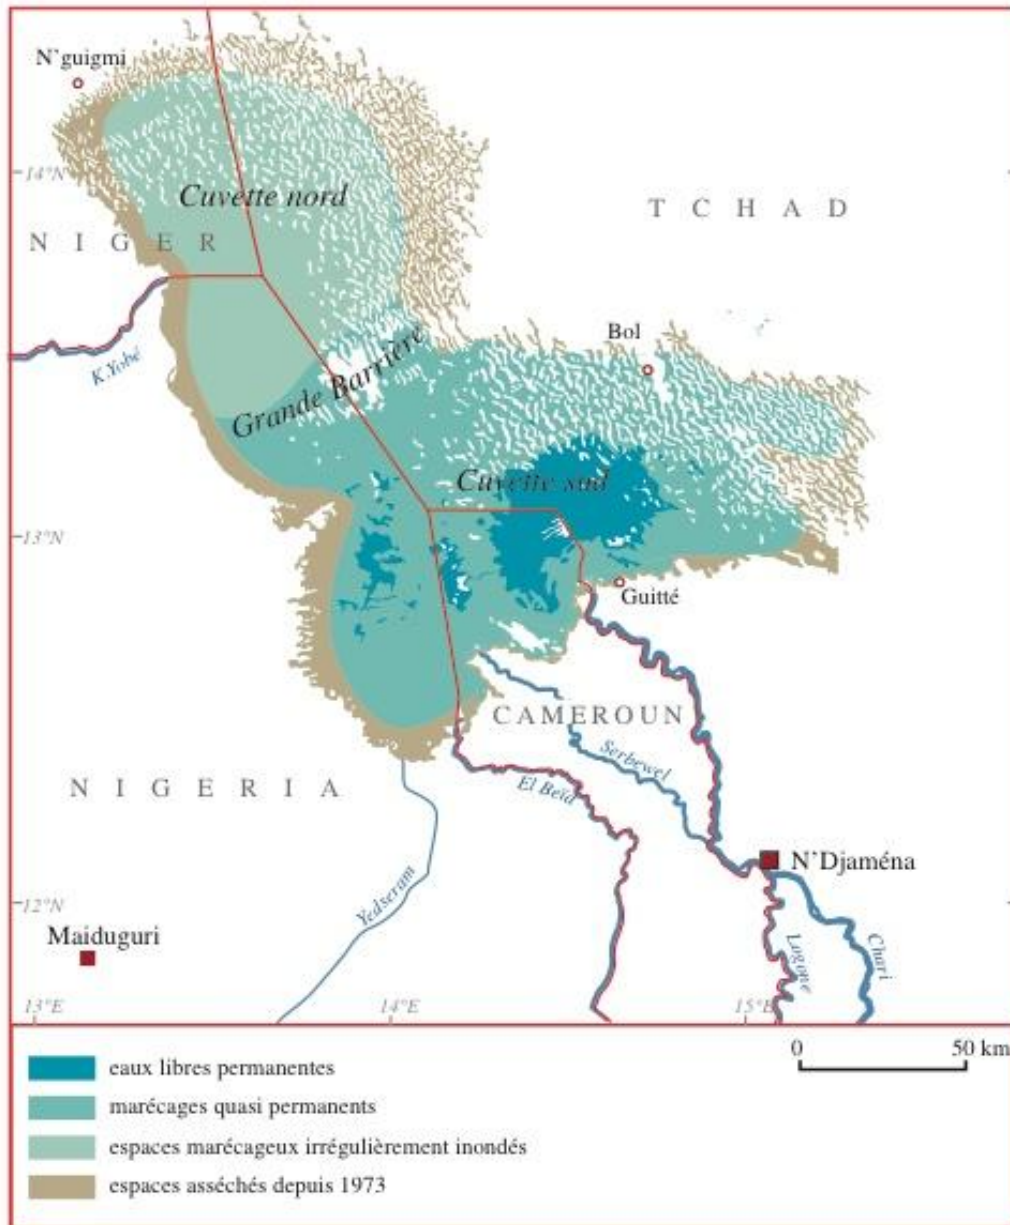 N'guigmi
14°N
Cuvette nord
TCHAD
NIGER
Bol
K.Yobé
Grande Barrière
Cuvette sud
13°N
Guitté
CAMEROUN
Serbewel
NIGERIA
El Beïd
N'Djaména
Yedseram
12°N
Maiduguri
Logone
Chari
13°E
14°E
15°E
0
50 km
eaux libres permanentes
marécages quasi permanents
espaces marécageux irrégulièrement inondés
espaces asséchés depuis 1973